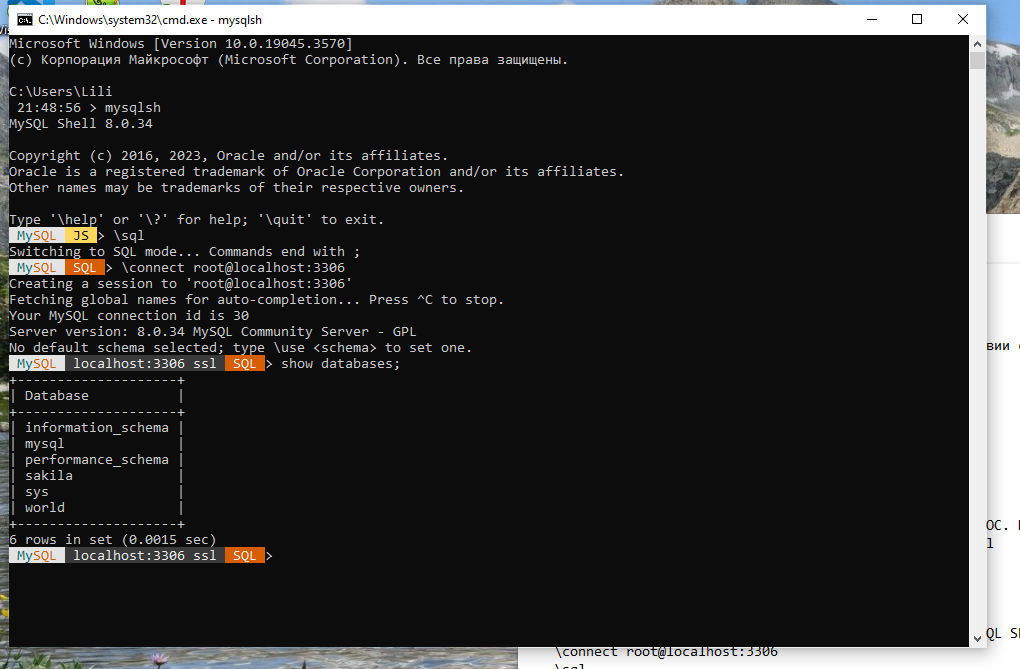 C:\Windows\system32\cmd.exe - mysqlsh
Microsoft Windows [Version 10.0.19045.3570]
(c) Корпорация Майкрософт (Microsoft Corporation). Все права защищены.
C:\Users\Lili
21:48:56 > mysqlsh
MySQL Shell 8.0.34
Copyright (c) 2016, 2023, Oracle and/or its affiliates.
Oracle is a registered trademark of Oracle Corporation and/or its affiliates.
Other names may be trademarks of their respective owners.
Type '\help' or '\?' for help; '\quit' to exit.
MySQL JS > \sql
Switching to SQL mode... Commands end with ;
MySQL SQL > \connect root@localhost:3306
Creating a session to 'root@localhost:3306'
Fetching global names for auto-completion... Press ^C to stop.
Your MySQL connection id is 30
Server version: 8.0.34 MySQL Community Server - GPL
No default schema selected; type \use <schema> to set one.
MySQL localhost:3306 ssl SQL > show databases;
+--------------------+
| Database           |
+--------------------+
| information_schema |
| mysql              |
| performance_schema |
| sakila             |
| sys                |
| world              |
+--------------------+
6 rows in set (0.0015 sec)
MySQL localhost:3306 ssl SQL >
вии
ОС.
l
QL
\connect root@localhost:3306
\sql